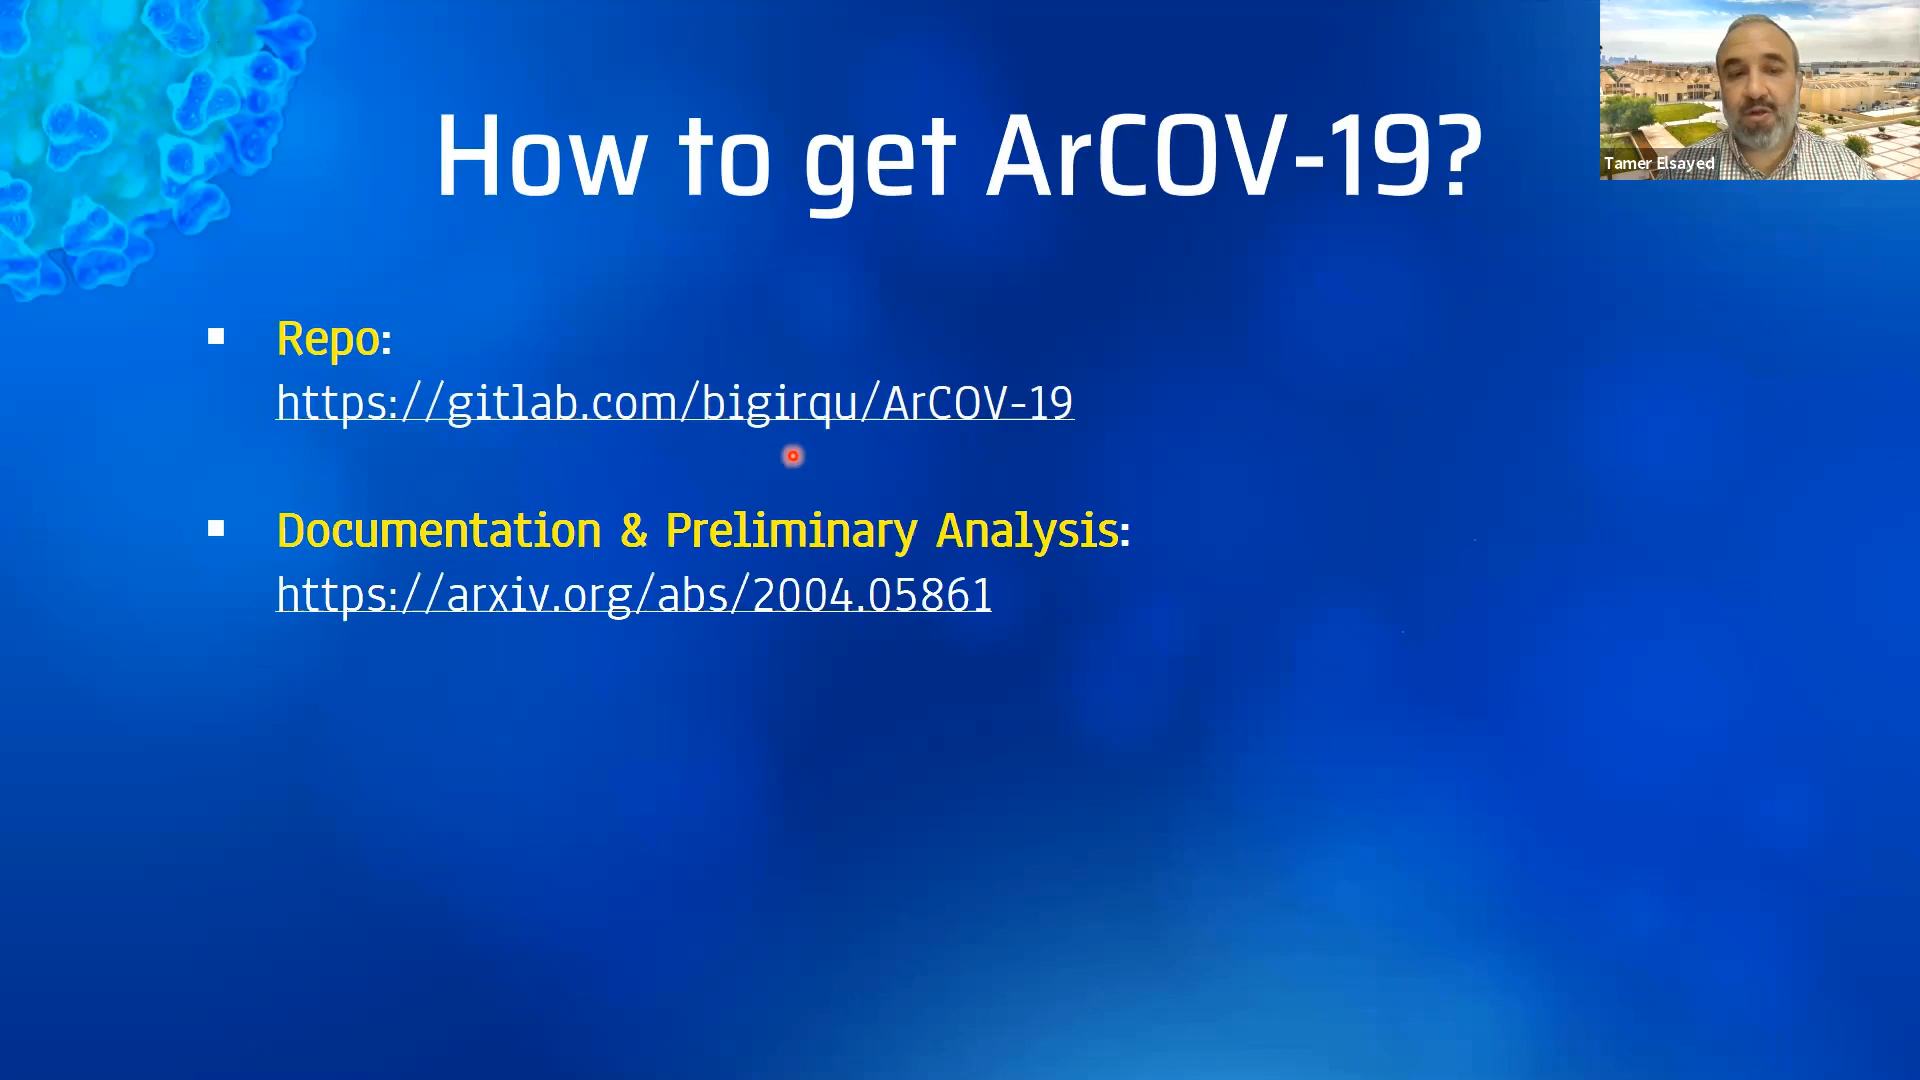 How to get ArCOV-19?
Tamer Elsayed
Repo:
https://gitlab.com/bigirqu/ArCOV-19
Documentation & Preliminary Analysis:
https://arxiv.org/abs/2004.05861